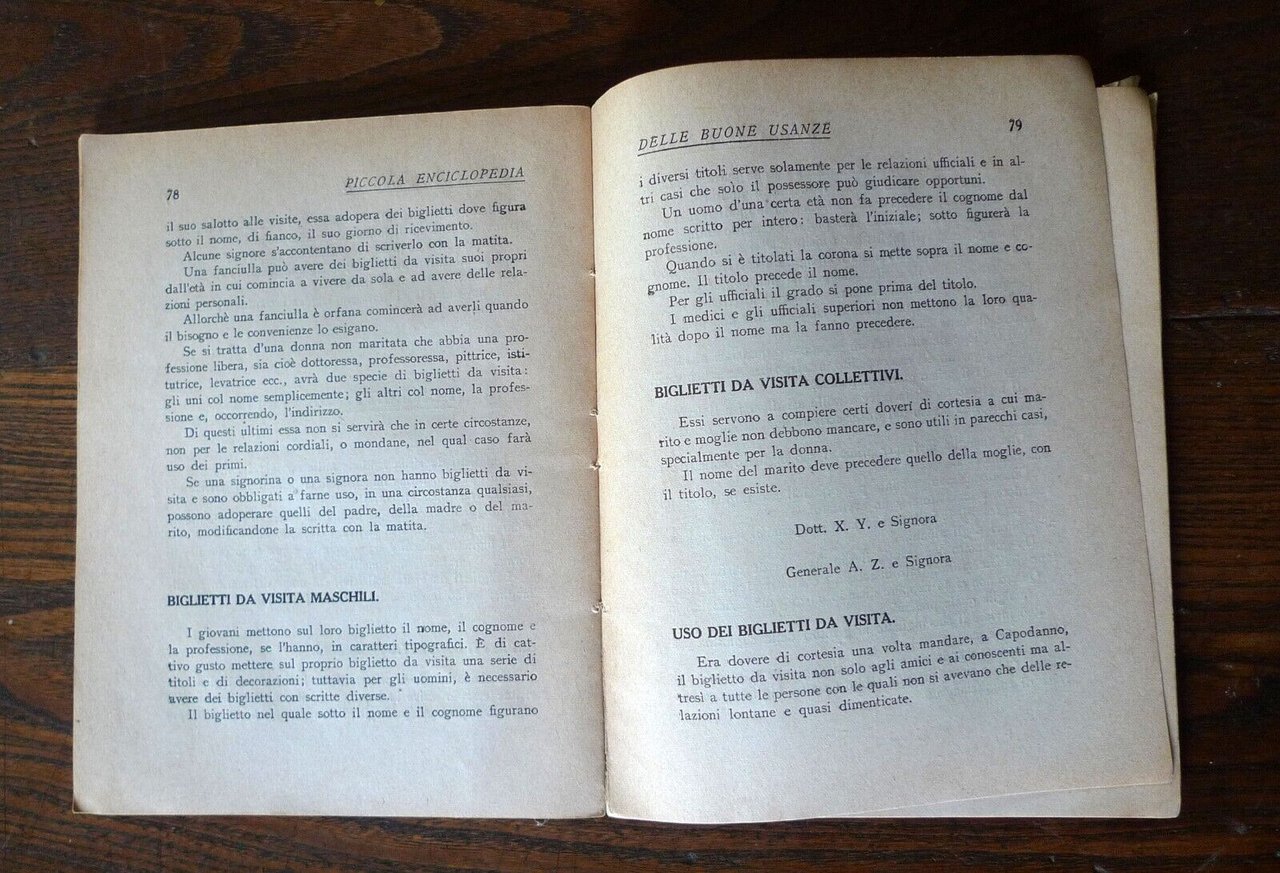 78
PICCOLA ENCICLOPEDIA
il suo salotto alle visite, essa adopera dei biglietti dove figura
sotto il nome, di fianco, il suo giorno di ricevimento.
Alcune signore s'accontentano di scriverlo con la matita.
Una fanciulla può avere dei biglietti da visita suoi propri
dall'età in cui comincia a vivere da sola e ad avere delle rela-
zioni personali.
Allorchè una fanciulla è orfana comincerà ad averli quando
il bisogno e le convenienze lo esigano.
Se si tratta d'una donna non maritata che abbia una pro-
fessione libera, sia cioè dottoressa, professoressa, pittrice, isti-
tutrice, levatrice ecc., avrà due specie di biglietti da visita:
gli uni col nome semplicemente; gli altri col nome, la profes-
sione e, occorrendo, l'indirizzo.
Di questi ultimi essa non si servirà che in certe circostanze,
non per le relazioni cordiali, o mondane, nel qual caso farà
uso dei primi.
Se una signorina o una signora non hanno biglietti da vi-
sita e sono obbligati a farne uso, in una circostanza qualsiasi,
possono adoperare quelli del padre, della madre o del ma-
rito, modificandone la scritta con la matita.
BIGLIETTI DA VISITA MASCHILI.
I giovani mettono sul loro biglietto il nome, il cognome e
la professione, se l'hanno, in caratteri tipografici. È di cat-
tivo gusto mettere sul proprio biglietto da visita una serie di
titoli e di decorazioni; tuttavia per gli uomini, è necessario
avere dei biglietti con scritte diverse.
Il biglietto nel quale sotto il nome e il cognome figurano
DELLE BUONE USANZE
79
i diversi titoli serve solamente per le relazioni ufficiali e in al-
tri casi che solo il possessore può giudicare opportuni.
Un uomo d'una certa età non fa precedere il cognome dal
nome scritto per intero: basterà l'iniziale; sotto figurerà la
professione.
Quando si è titolati la corona si mette sopra il nome e co-
gnome. Il titolo precede il nome.
Per gli ufficiali il grado si pone prima del titolo.
I medici e gli ufficiali superiori non mettono la loro qua-
lità dopo il nome ma la fanno precedere.
BIGLIETTI DA VISITA COLLETTIVI.
Essi servono a compiere certi doveri di cortesia a cui ma-
rito e moglie non debbono mancare, e sono utili in parecchi casi,
specialmente per la donna.
Il nome del marito deve precedere quello della moglie, con
il titolo, se esiste.
Dott. X. Y. e Signora
Generale A. Z. e Signora
USO DEI BIGLIETTI DA VISITA.
Era dovere di cortesia una volta mandare, a Capodanno,
il biglietto da visita non solo agli amici e ai conoscenti ma al-
tresì a tutte le persone con le quali non si avevano che delle re-
lazioni lontane e quasi dimenticate.